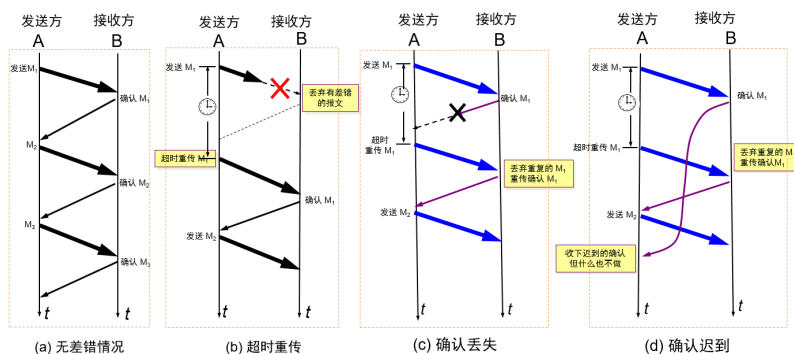 发送方 接收方
A B
发送M₁
确认 M₁
M₂
确认 M₂
M₃
确认 M₃
t t
(a) 无差错情况
发送方 接收方
A B
发送 M₁
丢弃有差错
的报文
超时重传 M₁
确认 M₁
发送 M₂
t t
(b) 超时重传
发送方 接收方
A B
发送 M₁
确认 M₁
超时
重传 M₁
丢弃重复的 M₁
重传确认 M₁
发送 M₂
t t
(c) 确认丢失
发送方 接收方
A B
发送 M₁
确认 M₁
超时重传 M₁
丢弃重复的 M
重传确认M₁
发送 M₂
收下迟到的确认
但什么也不做
t t
(d) 确认迟到